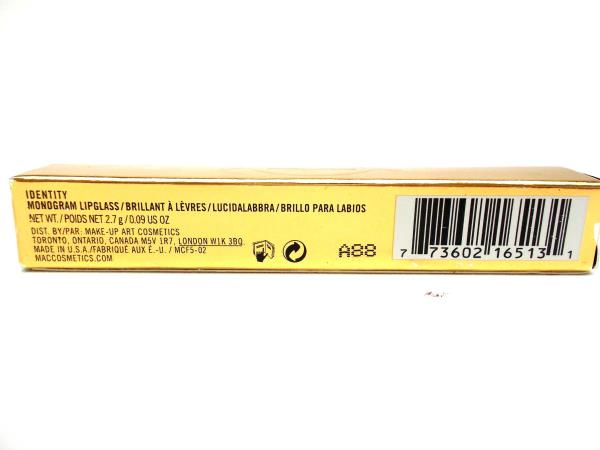 IDENTITY
MONOGRAM LIPGLASS/BRILLANT À LÈVRES/LUCIDALABBRA/BRILLO PARA LABIOS
NET WT./POIDS NET 2.7 g/0.09 US OZ
DIST. BY/PAR: MAKE-UP ART COSMETICS
TORONTO, ONTARIO, CANADA M5V 1R7, LONDON W1K 3BQ.
MADE IN U.S.A./FABRIQUÉ AUX É.-U. / MCF5-02
MACCOSMETICS.COM
A88
7 73602 16513 1